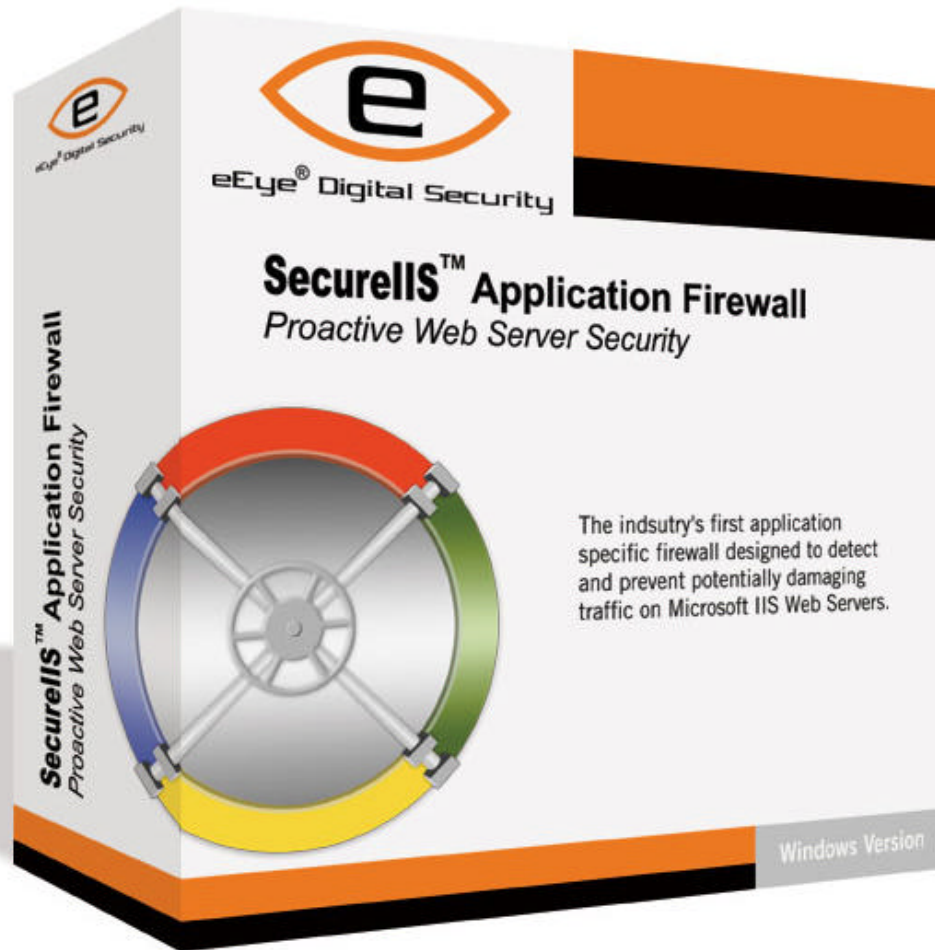 e
eEye® Digital Security
SecureIIS™ Application Firewall
Proactive Web Server Security
e
eEye® Digital Security
SecureIIS™ Application Firewall
Proactive Web Server Security
The indsutry's first application
specific firewall designed to detect
and prevent potentially damaging
traffic on Microsoft IIS Web Servers.
Windows Version